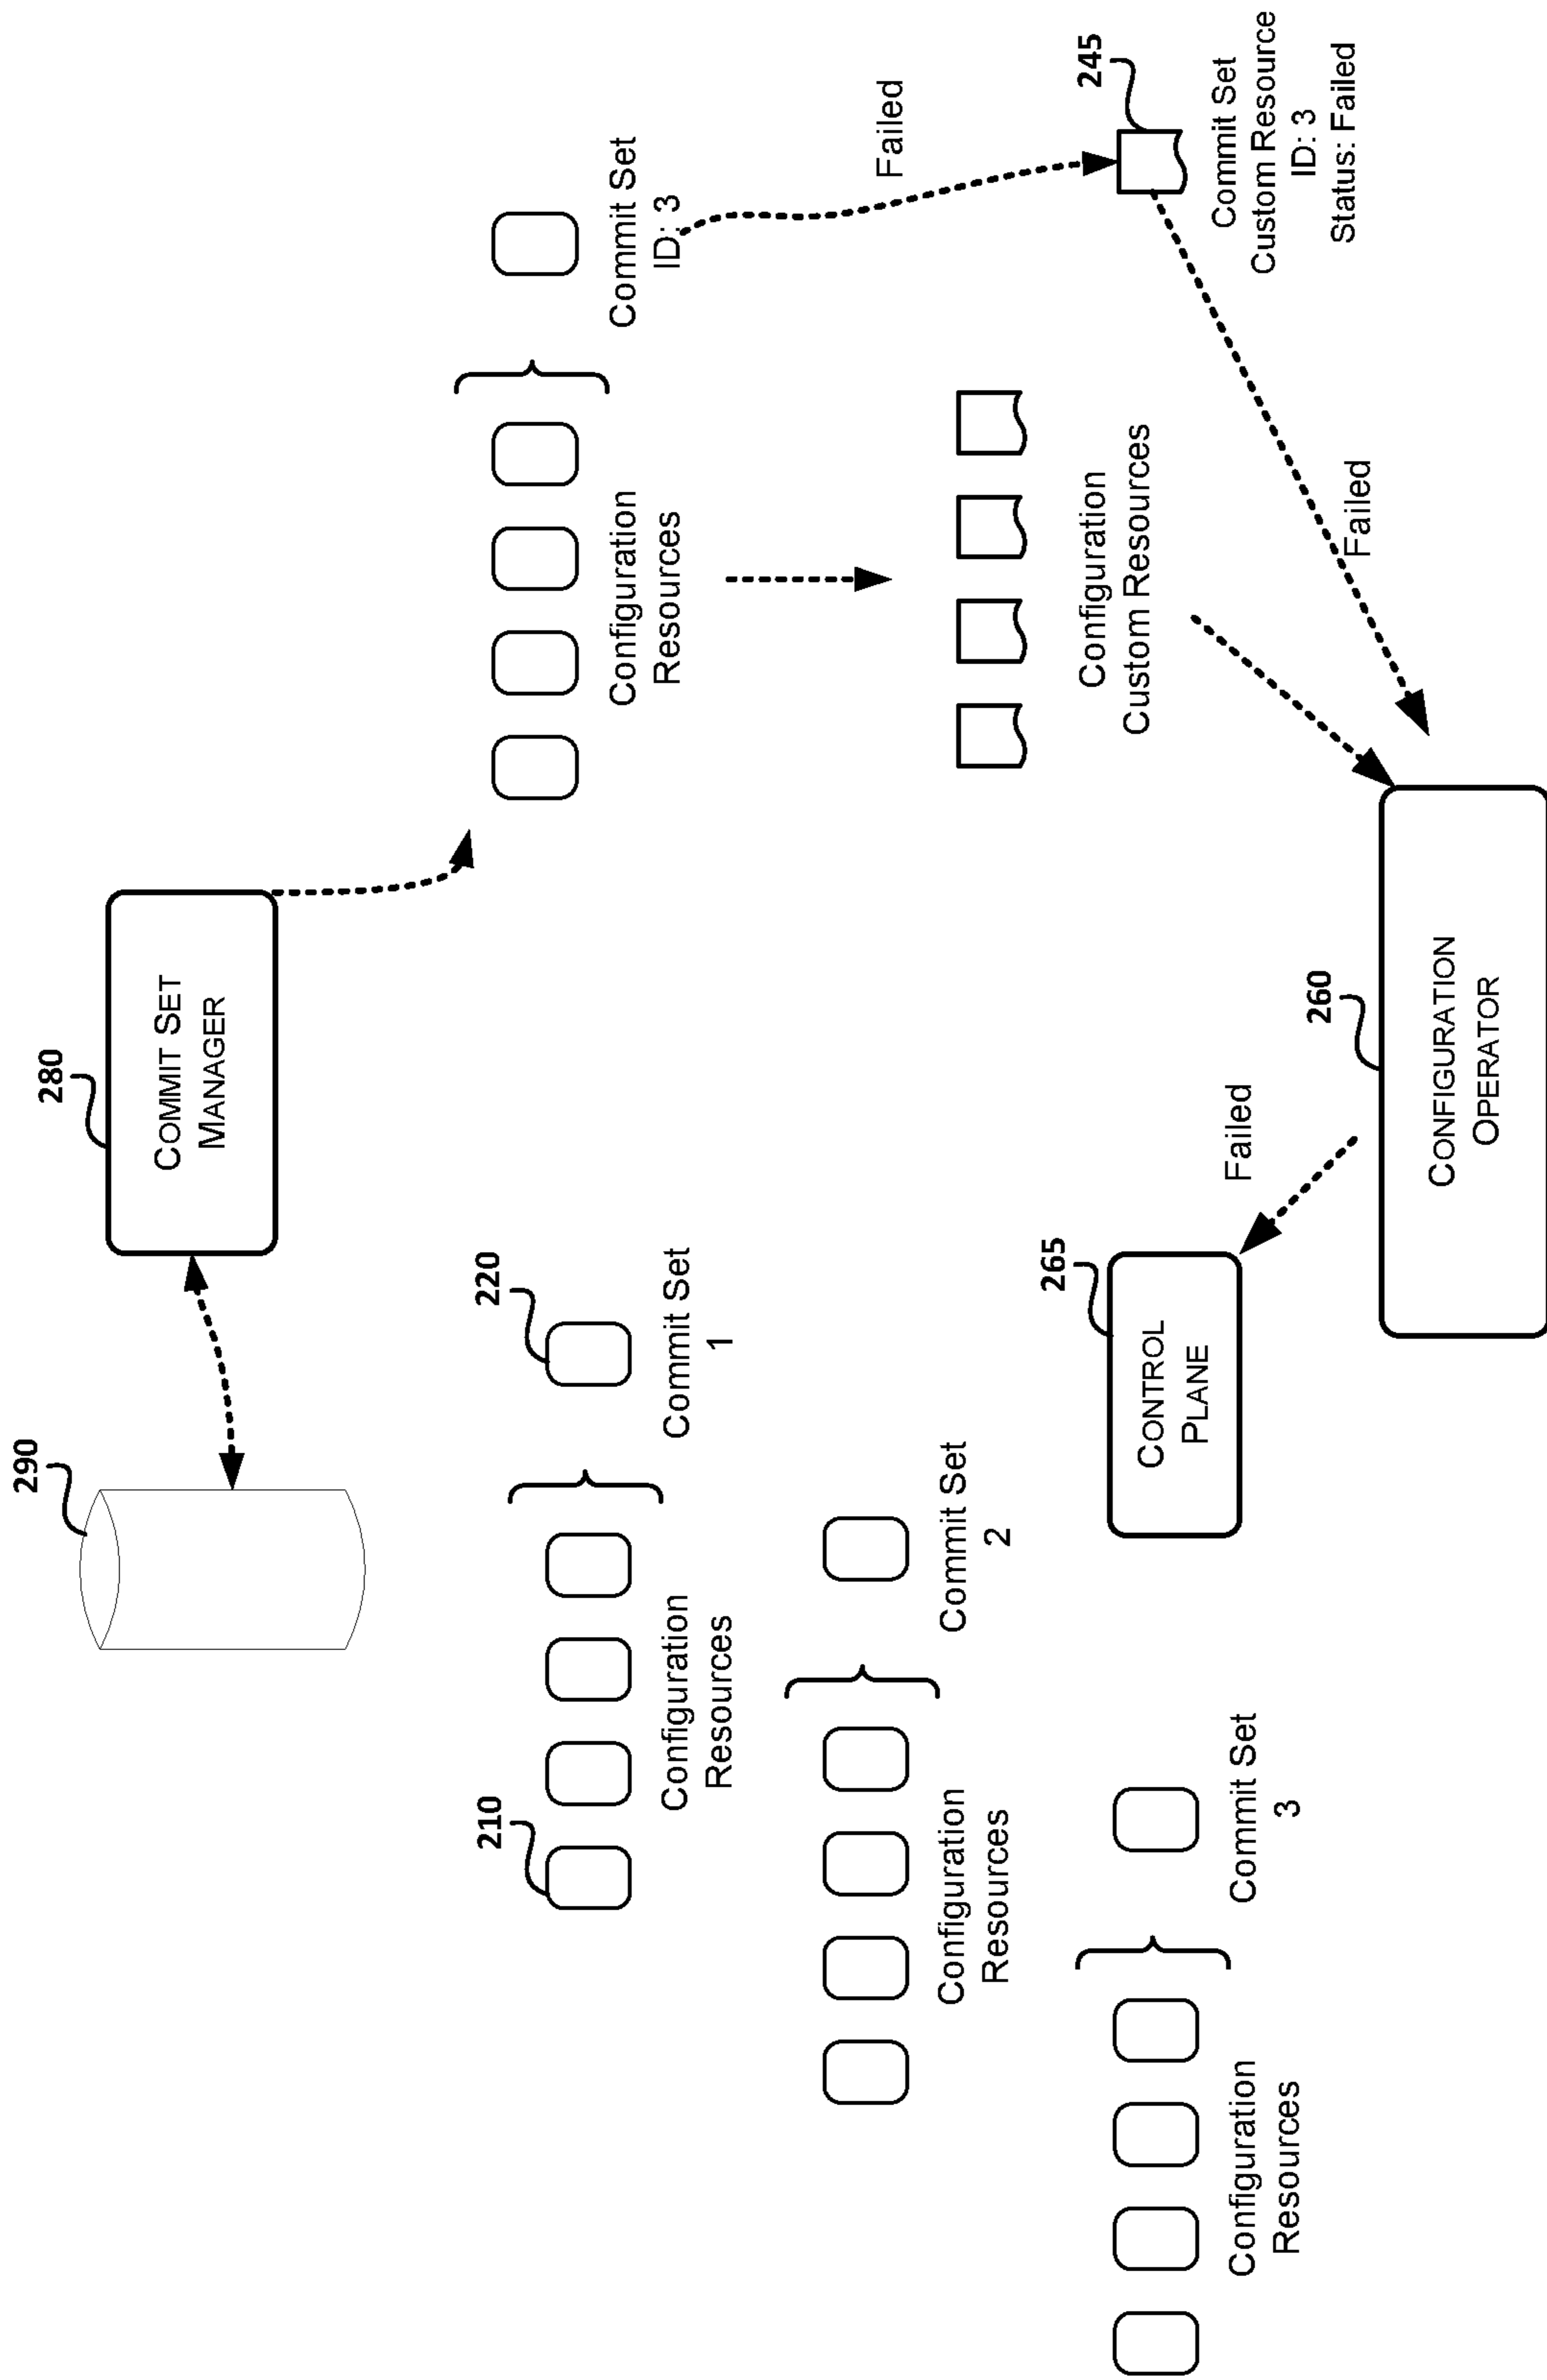 290
280
COMMIT SET
MANAGER
210
220
Configuration
Resources
Commit Set
1
Configuration
Resources
Commit Set
2
Configuration
Resources
Commit Set
3
Configuration
Resources
Commit Set
ID: 3
Failed
Configuration
Custom Resources
245
Commit Set
Custom Resource
ID: 3
Status: Failed
Failed
265
CONTROL
PLANE
Failed
260
CONFIGURATION
OPERATOR